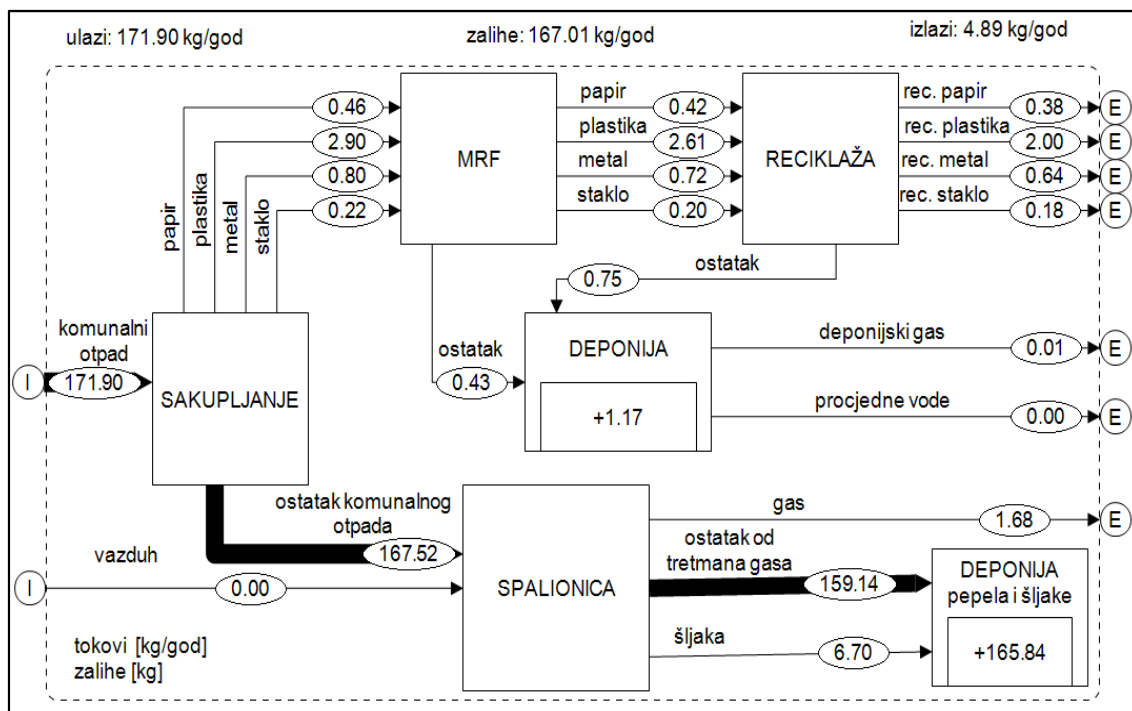 ulazi: 171.90 kg/god
zalihe: 167.01 kg/god
izlazi: 4.89 kg/god
papir
plastika
metal
staklo
0.46
2.90
0.80
0.22
MRF
papir
0.42
plastika
2.61
metal
0.72
staklo
0.20
RECIKLAŽA
rec. papir
0.38
E
rec. plastika
2.00
E
rec. metal
0.64
E
rec. staklo
0.18
E
ostatak
0.75
ostatak
0.43
komunalni
otpad
I
171.90
SAKUPLJANJE
DEPONIJA
+1.17
deponijski gas
0.01
E
procjedne vode
0.00
E
ostatak komunalnog
otpada
167.52
vazduh
I
0.00
SPALIONICA
gas
1.68
E
ostatak od
tretmana gasa
159.14
šljaka
6.70
DEPONIJA
pepela i šljake
+165.84
tokovi [kg/god]
zalihe [kg]